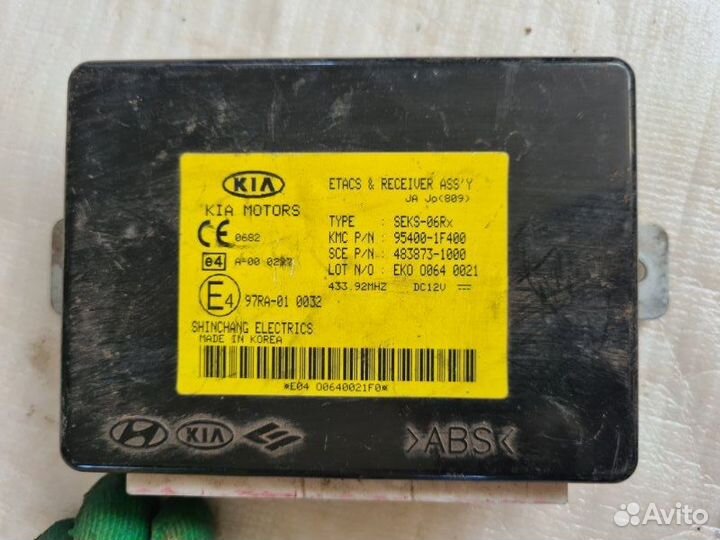 KIA
KIA MOTORS
ETACS & RECEIVER ASS'Y
JA Jo(809)
TYPE : SEKS-06Rx
CE 0682
KMC P/N : 95400-1F400
SCE P/N : 483873-1000
e4 A-00 0227
LOT N/O : EKO 0064 0021
433.92MHZ DC12V
E4 97RA-01 0032
SHINCHANG ELECTRICS
MADE IN KOREA
*E04 00640021F0*
KIA
>ABS<
Avito